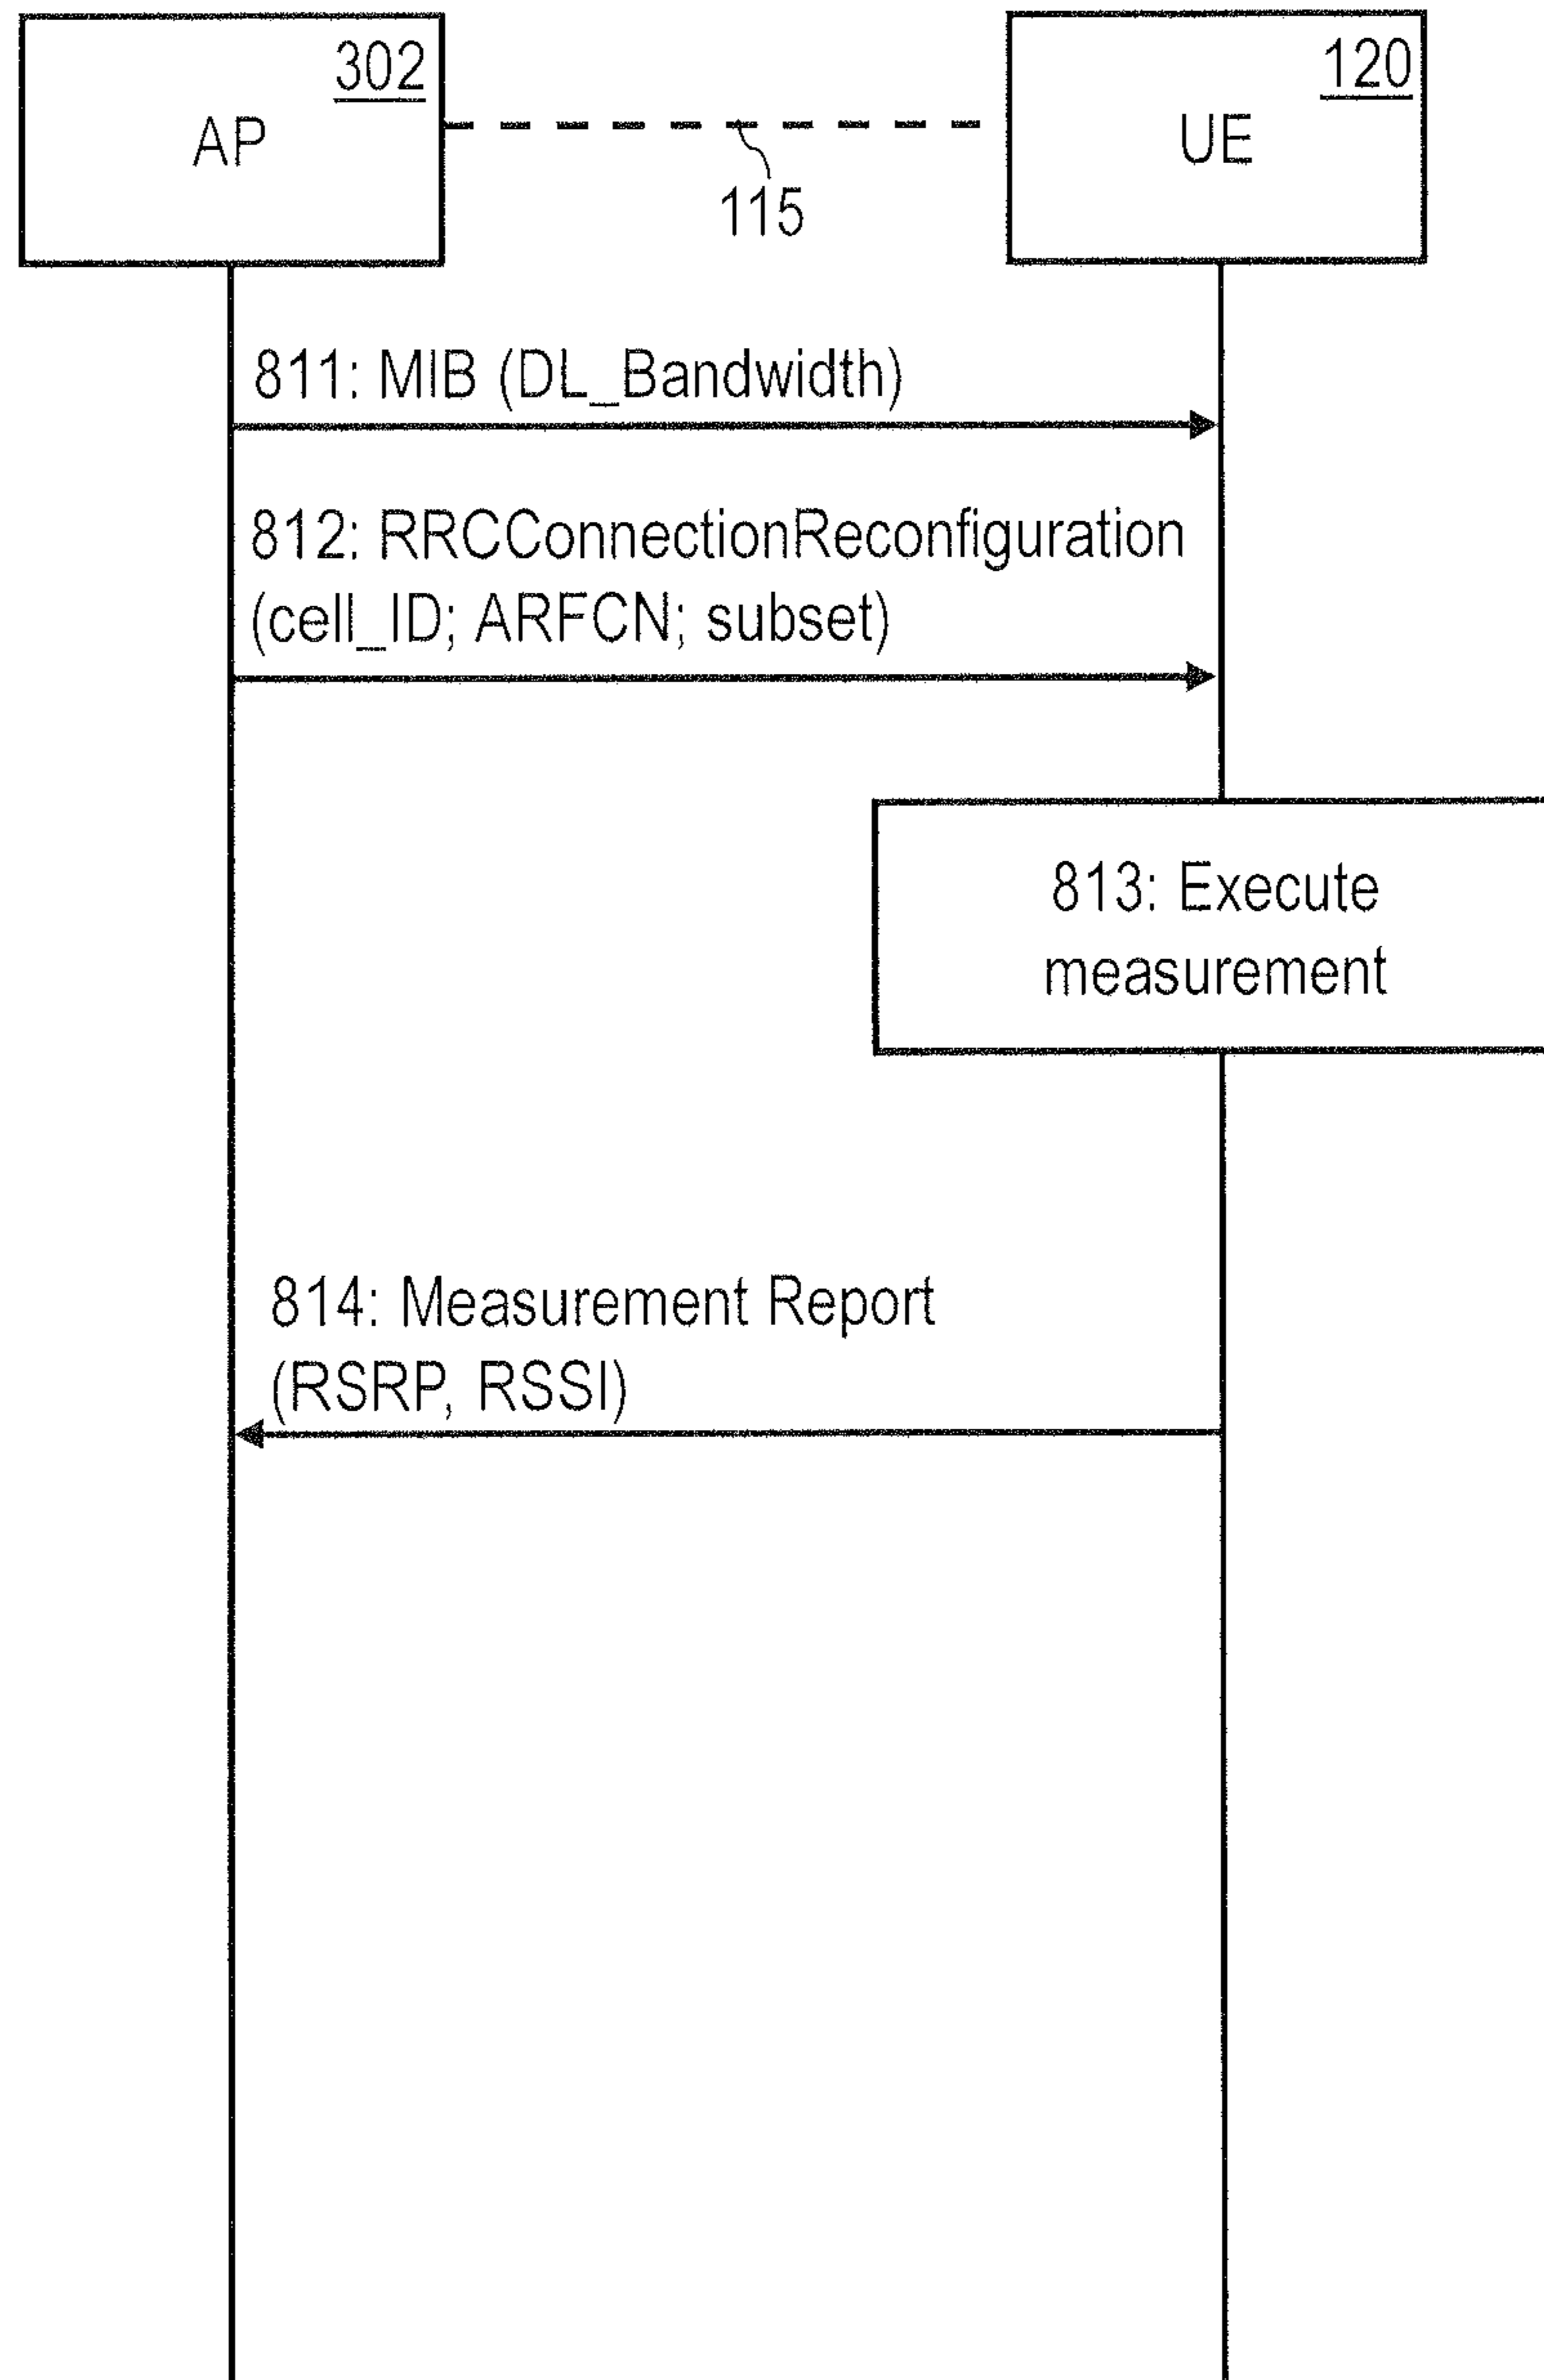 302
AP
120
UE
115
811: MIB (DL_Bandwidth)
812: RRCConnectionReconfiguration
(cell_ID; ARFCN; subset)
813: Execute
measurement
814: Measurement Report
(RSRP, RSSI)